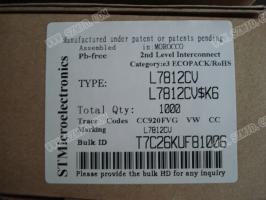 Manufactured under patent or patents pending
Assembled in: MOROCCO
Pb-free 2nd Level Interconnect
Category: e3 ECOPACK/RoHS
TYPE: L7812CV
L7812CV$K6
Total Qty: 1000
Trace Codes CC920FVG VW CC
Marking L7812CV
Bulk ID T7C26KUF81006
Please provide the bulk ID for any inquiry
STMicroelectronics